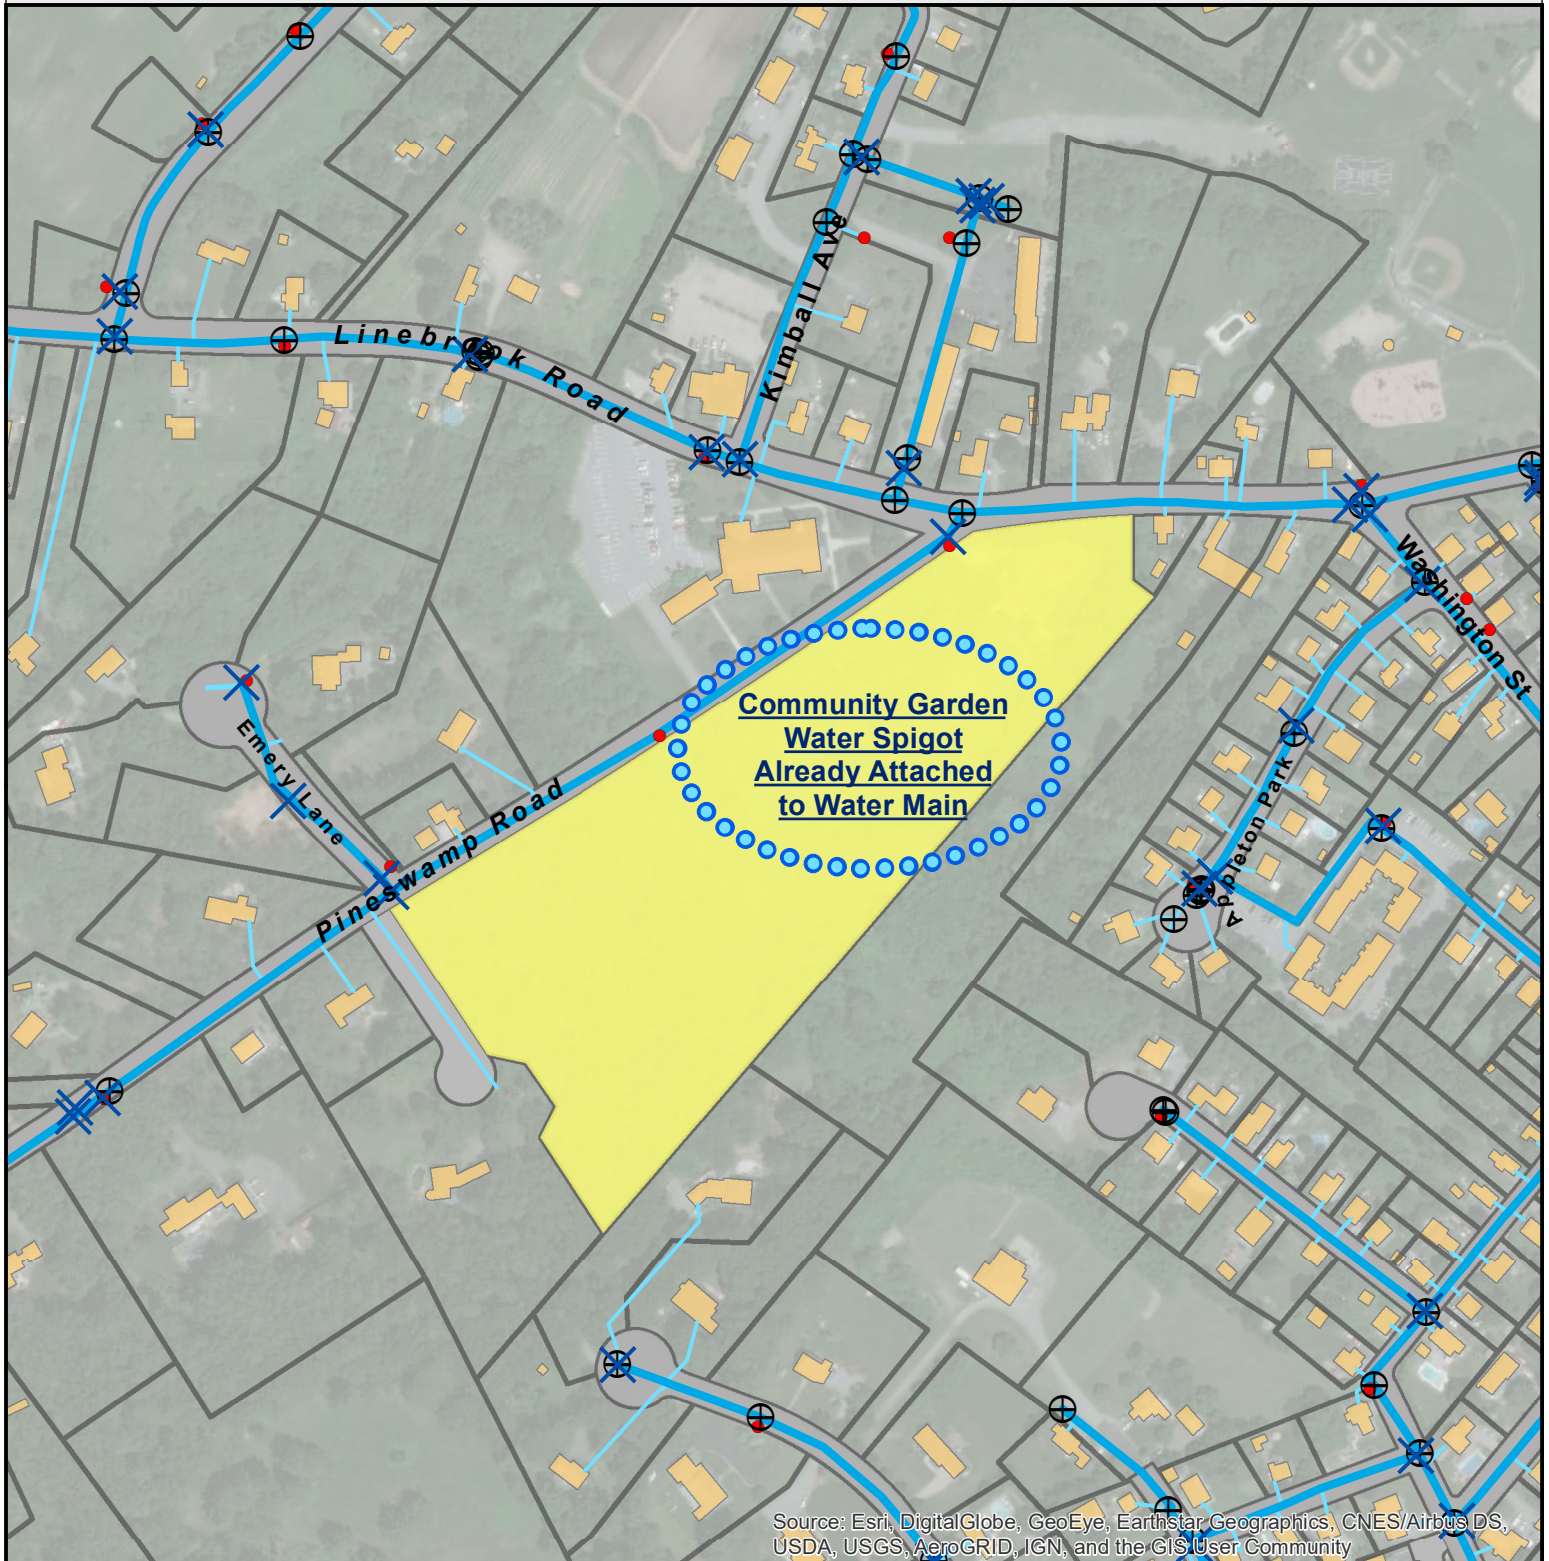 Kimball Ave
Linebrook Road
Washington St
Community Garden
Water Spigot
Already Attached
to Water Main
Emery Lane
Pineswamp Road
Appleton Park
Source: Esri, DigitalGlobe, GeoEye, Earthstar Geographics, CNES/Airbus DS,
USDA, USGS, AeroGRID, IGN, and the GIS User Community